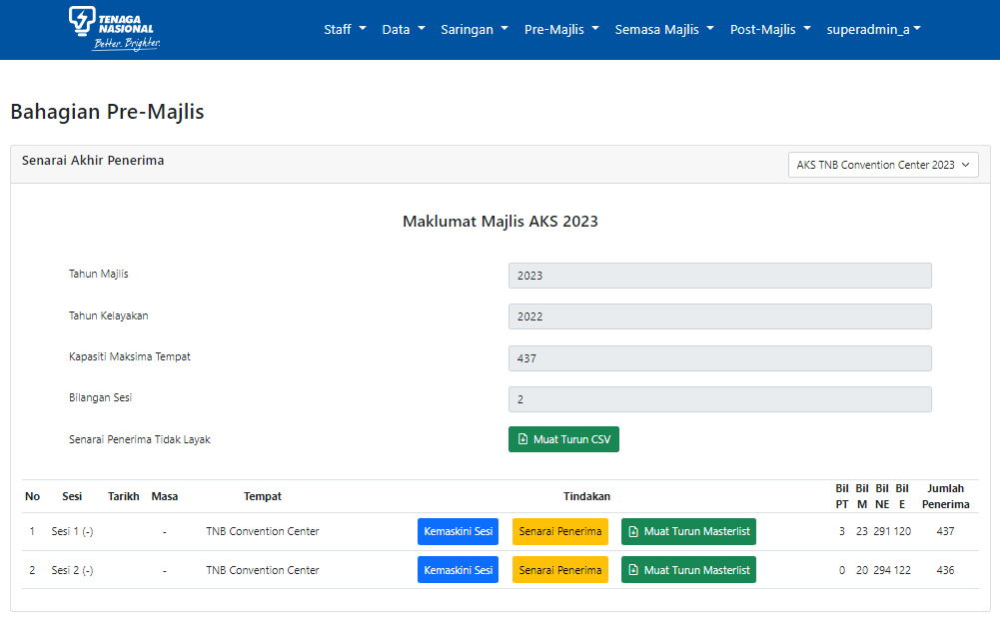 TENAGA
NASIONAL
Better. Brighter.
Staff Data Saringan Pre-Majlis Semasa Majlis Post-Majlis superadmin_a
Bahagian Pre-Majlis
Senarai Akhir Penerima AKS TNB Convention Center 2023
Maklumat Majlis AKS 2023
Tahun Majlis 2023
Tahun Kelayakan 2022
Kapasiti Maksima Tempat 437
Bilangan Sesi 2
Senarai Penerima Tidak Layak Muat Turun CSV
No Sesi Tarikh Masa Tempat Tindakan Bil PT Bil M Bil NE Bil E Jumlah Penerima
1 Sesi 1 (-) - TNB Convention Center Kemaskini Sesi Senarai Penerima Muat Turun Masterlist 3 23 291 120 437
2 Sesi 2 (-) - TNB Convention Center Kemaskini Sesi Senarai Penerima Muat Turun Masterlist 0 20 294 122 436